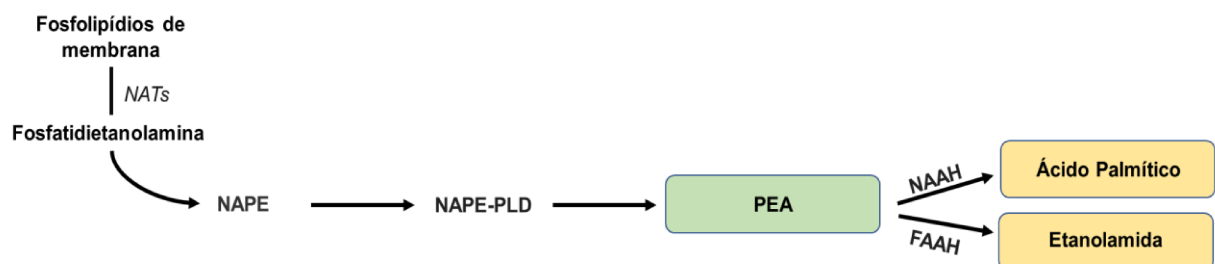 Fosfolipídios de
membrana
NATs
Fosfatidietanolamina
NAPE
NAPE-PLD
PEA
NAAH
FAAH
Ácido Palmítico
Etanolamida